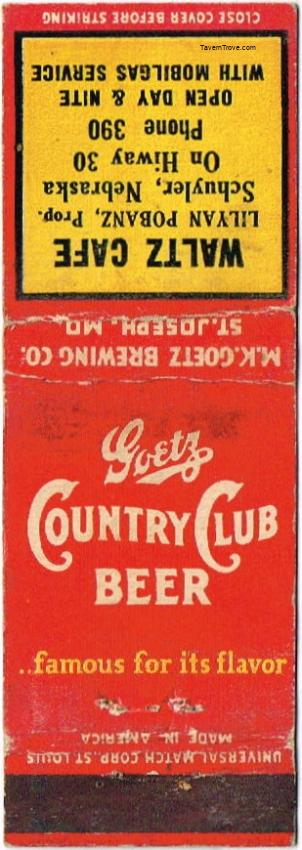 CLOSE COVER BEFORE STRIKING
TavernTrove.com
WALTZ CAFE
LILYAN POBANZ, Prop.
Schuyler, Nebraska
On Hiway 30
Phone 390
OPEN DAY & NITE
WITH MOBILGAS SERVICE
M.K.GOETZ BREWING CO.
ST.JOSEPH, MO.
Goetz
COUNTRY CLUB
BEER
..famous for its flavor
UNIVERSAL MATCH CORP. ST. LOUIS
MADE IN AMERICA